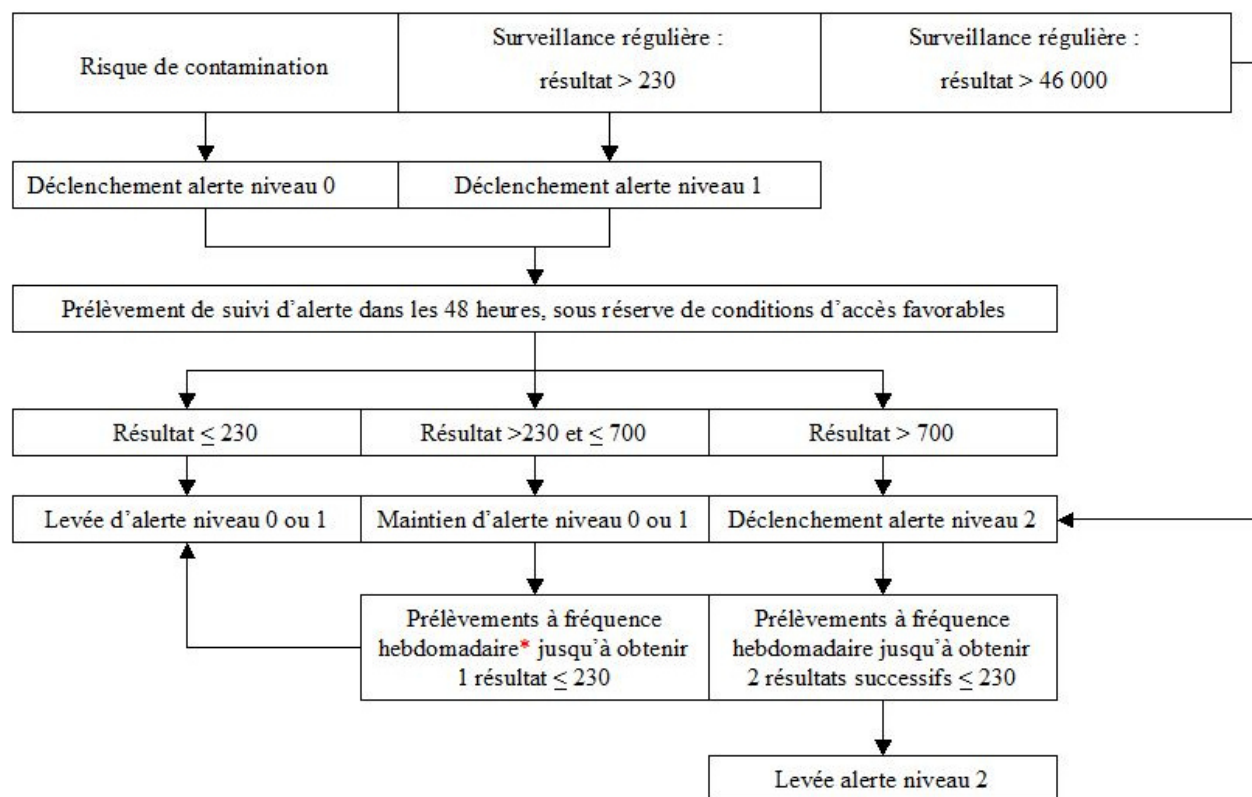 Risque de contamination
Surveillance régulière :
résultat > 230
Surveillance régulière :
résultat > 46 000
Déclenchement alerte niveau 0
Déclenchement alerte niveau 1
Prélèvement de suivi d'alerte dans les 48 heures, sous réserve de conditions d'accès favorables
Résultat ≤ 230
Résultat >230 et ≤ 700
Résultat > 700
Levée d'alerte niveau 0 ou 1
Maintien d'alerte niveau 0 ou 1
Déclenchement alerte niveau 2
Prélèvements à fréquence
hebdomadaire* jusqu'à obtenir
1 résultat ≤ 230
Prélèvements à fréquence
hebdomadaire jusqu'à obtenir
2 résultats successifs ≤ 230
Levée alerte niveau 2